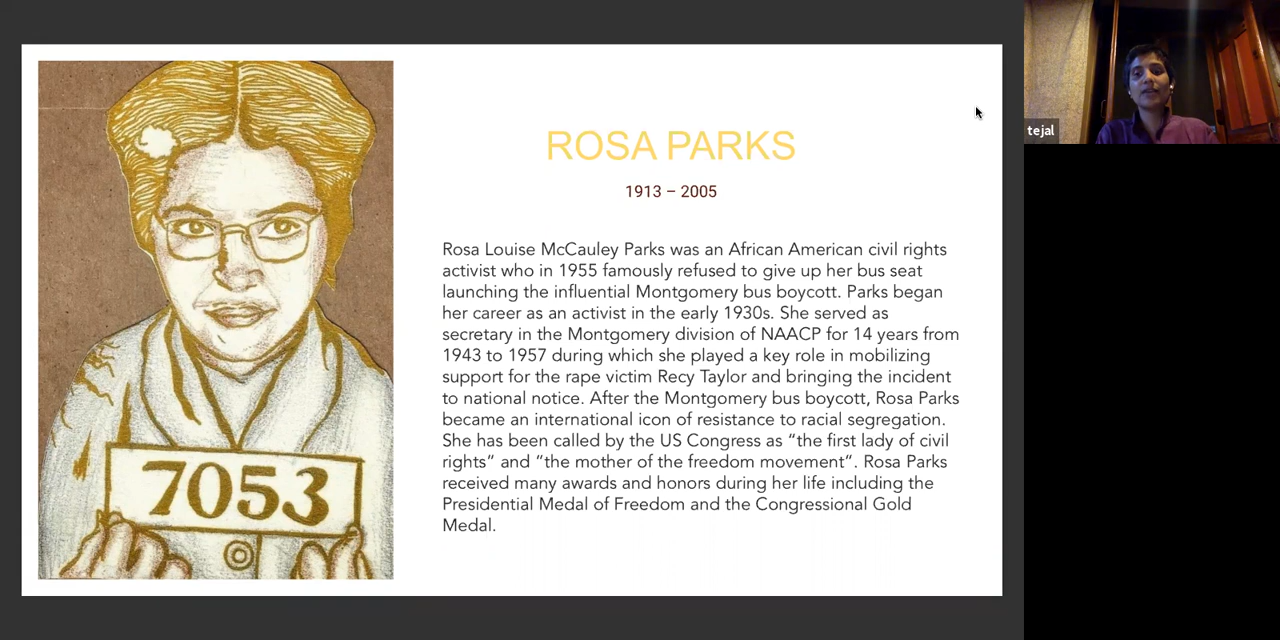 ROSA PARKS
1913 – 2005
Rosa Louise McCauley Parks was an African American civil rights
activist who in 1955 famously refused to give up her bus seat
launching the influential Montgomery bus boycott. Parks began
her career as an activist in the early 1930s. She served as
secretary in the Montgomery division of NAACP for 14 years from
1943 to 1957 during which she played a key role in mobilizing
support for the rape victim Recy Taylor and bringing the incident
to national notice. After the Montgomery bus boycott, Rosa Parks
became an international icon of resistance to racial segregation.
She has been called by the US Congress as “the first lady of civil
rights” and “the mother of the freedom movement“. Rosa Parks
received many awards and honors during her life including the
Presidential Medal of Freedom and the Congressional Gold
Medal.
7053
tejal